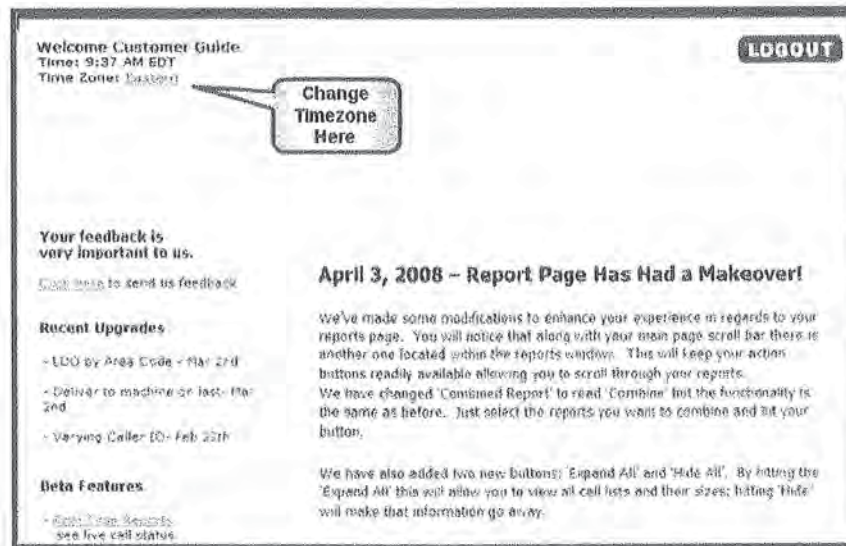 Welcome Customer Guide
Time: 9:37 AM EDT
Time Zone: Eastern
LOGOUT
Change
Timezone
Here
Your feedback is
very important to us.
Click Here to send us feedback
Recent Upgrades
- LDO by Area Code - Mar 2nd
- Deliver to machine on last- Mar
2nd
- Varying Caller ID- Feb 25th
Beta Features
- Real Time Reports
see live call status
April 3, 2008 – Report Page Has Had a Makeover!
We've made some modifications to enhance your experience in regards to your
reports page. You will notice that along with your main page scroll bar there is
another one located within the reports window. This will keep your action
buttons readily available allowing you to scroll through your reports.
We have changed 'Combined Report' to read 'Combine' but the functionality is
the same as before. Just select the reports you want to combine and hit your
button.
We have also added two new buttons; 'Expand All' and 'Hide All'. By hitting the
'Expand All' this will allow you to view all call lists and their sizes; hitting 'Hide'
will make that information go away.